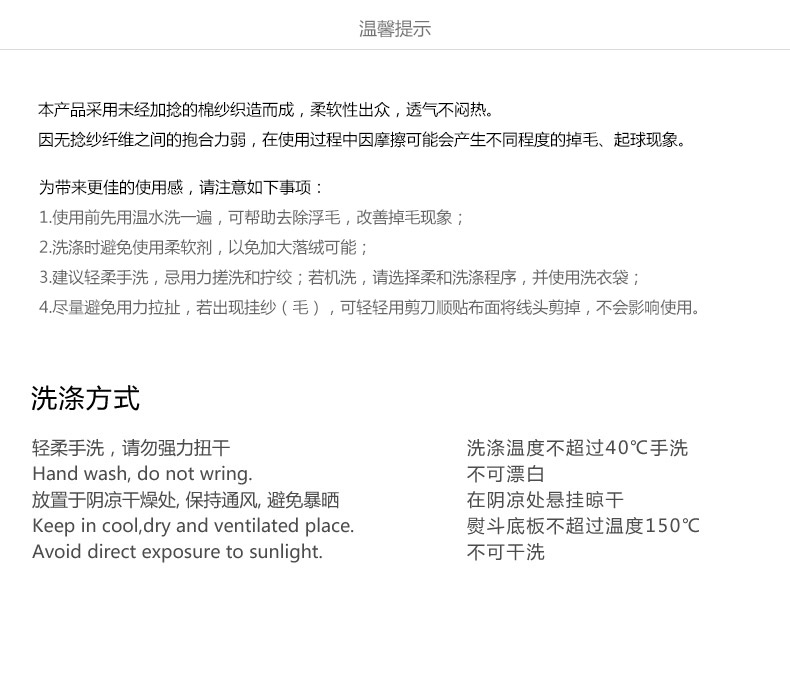 温馨提示
本产品采用未经加捻的棉纱织造而成，柔软性出众，透气不闷热。
因无捻纱纤维之间的抱合力弱，在使用过程中因摩擦可能会产生不同程度的掉毛、起球现象。
为带来更佳的使用感，请注意如下事项：
1.使用前先用温水洗一遍，可帮助去除浮毛，改善掉毛现象；
2.洗涤时避免使用柔软剂，以免加大落绒可能；
3.建议轻柔手洗，忌用力搓洗和拧绞；若机洗，请选择柔和洗涤程序，并使用洗衣袋；
4.尽量避免用力拉扯，若出现挂纱（毛），可轻轻用剪刀顺贴布面将线头剪掉，不会影响使用。
洗涤方式
轻柔手洗，请勿强力扭干
Hand wash, do not wring.
放置于阴凉干燥处, 保持通风, 避免暴晒
Keep in cool,dry and ventilated place.
Avoid direct exposure to sunlight.
洗涤温度不超过40℃手洗
不可漂白
在阴凉处悬挂晾干
熨斗底板不超过温度150℃
不可干洗